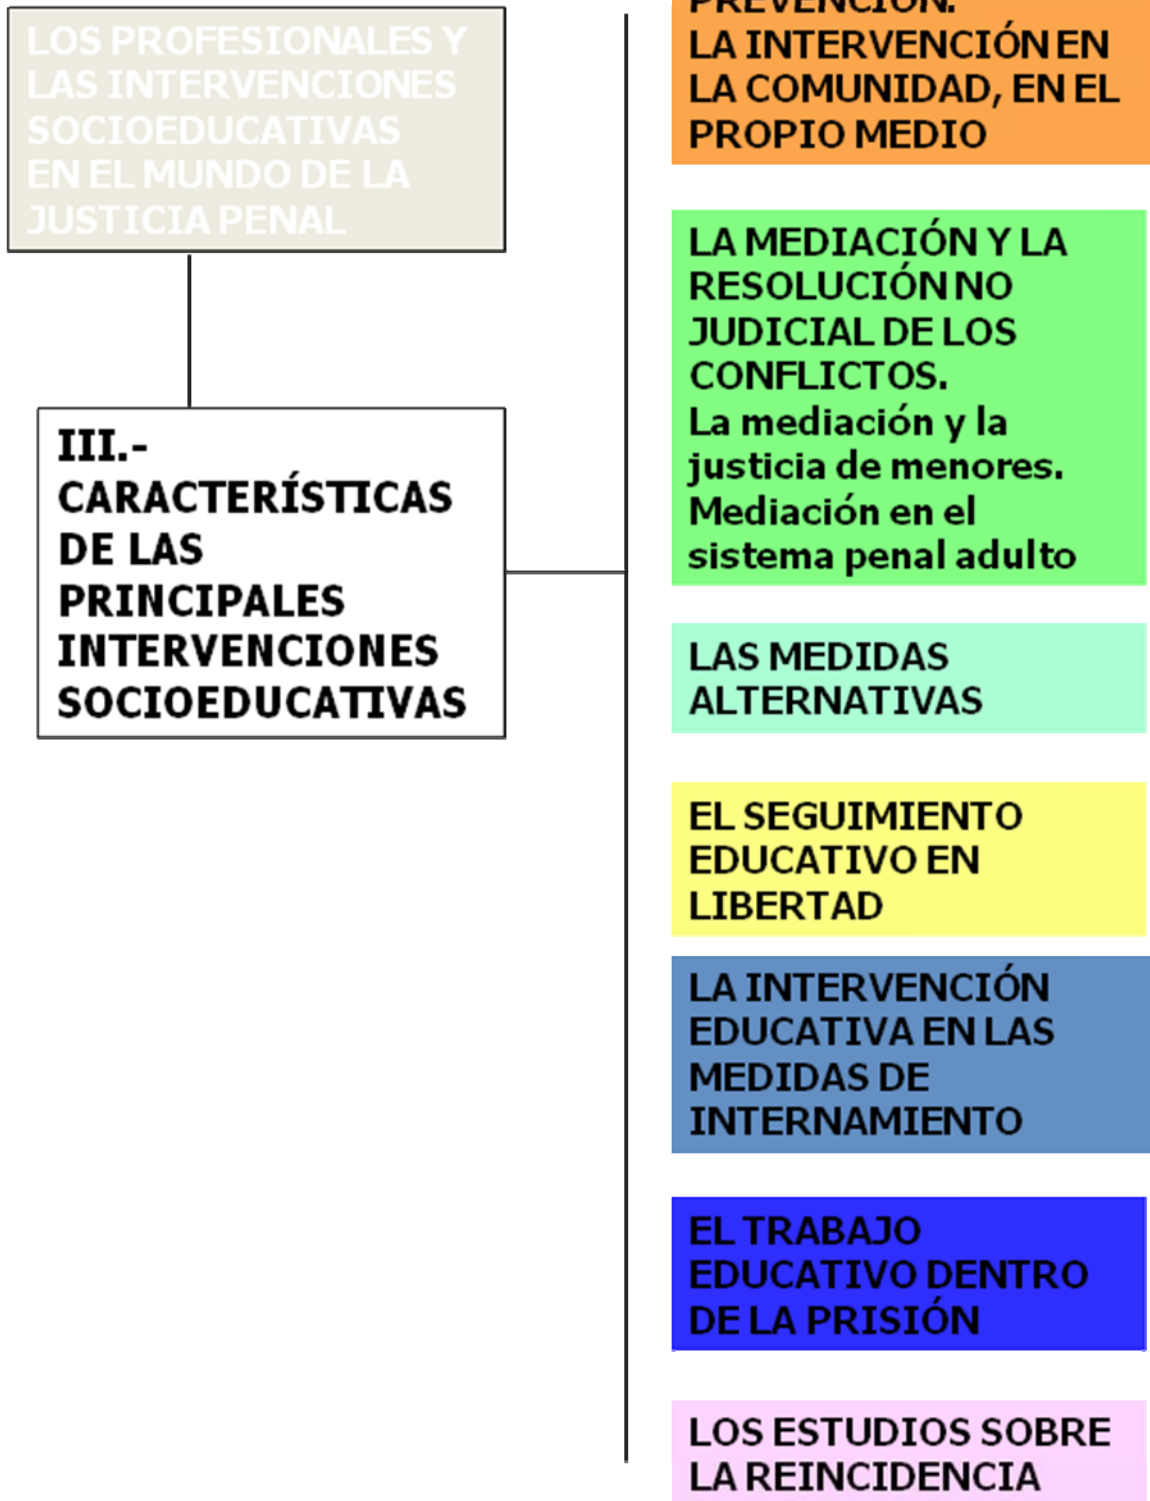 LOS PROFESIONALES Y
LAS INTERVENCIONES
SOCIOEDUCATIVAS
EN EL MUNDO DE LA
JUSTICIA PENAL
III.-
CARACTERÍSTICAS
DE LAS
PRINCIPALES
INTERVENCIONES
SOCIOEDUCATIVAS
PREVENCIÓN.
LA INTERVENCIÓN EN
LA COMUNIDAD, EN EL
PROPIO MEDIO
LA MEDIACIÓN Y LA
RESOLUCIÓN NO
JUDICIAL DE LOS
CONFLICTOS.
La mediación y la
justicia de menores.
Mediación en el
sistema penal adulto
LAS MEDIDAS
ALTERNATIVAS
EL SEGUIMIENTO
EDUCATIVO EN
LIBERTAD
LA INTERVENCIÓN
EDUCATIVA EN LAS
MEDIDAS DE
INTERNAMIENTO
EL TRABAJO
EDUCATIVO DENTRO
DE LA PRISIÓN
LOS ESTUDIOS SOBRE
LA REINCIDENCIA